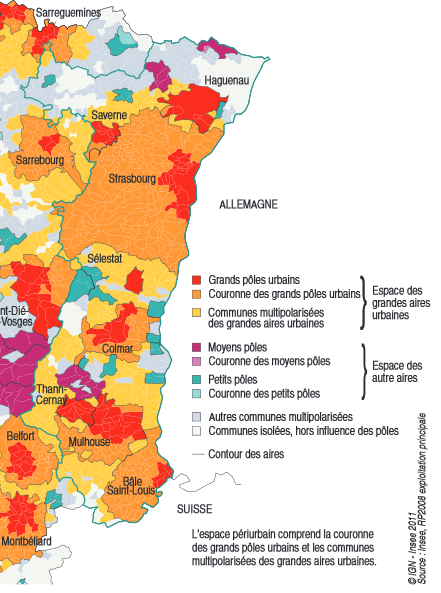 Sarreguemines
Haguenau
Saverne
Sarrebourg
Strasbourg
ALLEMAGNE
Sélestat
Grands pôles urbains
Couronne des grands pôles urbains
Communes multipolarisées
des grandes aires urbaines
Espace des
grandes aires
urbaines
nt-Dié-
-Vosges
Colmar
Moyens pôles
Couronne des moyens pôles
Petits pôles
Couronne des petits pôles
Espace des
autre aires
Thann-
Cernay
Autres communes multipolarisées
Communes isolées, hors influence des pôles
Contour des aires
Belfort
Mulhouse
Bâle
Saint-Louis
SUISSE
Montbéliard
L'espace périurbain comprend la couronne
des grands pôles urbains et les communes
multipolarisées des grandes aires urbaines.
© IGN - Insee 2011
Source : Insee, RP2008 exploitation principale